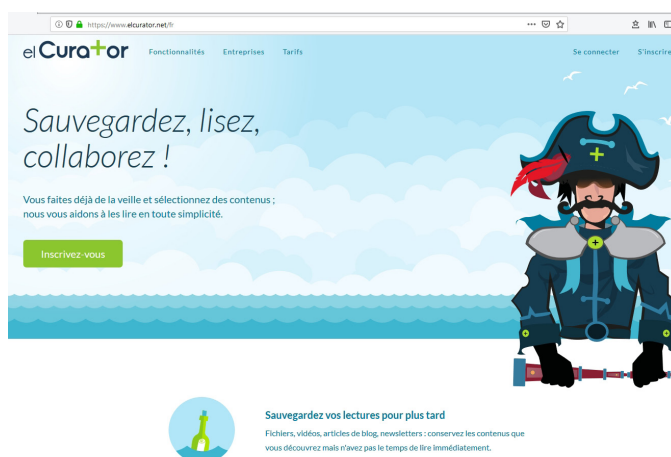 https://www.elcurator.net/fr
el Curator
Fonctionnalités Entreprises Tarifs Se connecter S'inscrire
Sauvegardez, lisez,
collaborez !
Vous faites déjà de la veille et sélectionnez des contenus ;
nous vous aidons à les lire en toute simplicité.
Inscrivez-vous
Sauvegardez vos lectures pour plus tard
Fichiers, vidéos, articles de blog, newsletters : conservez les contenus que
vous découvrez mais n'avez pas le temps de lire immédiatement.